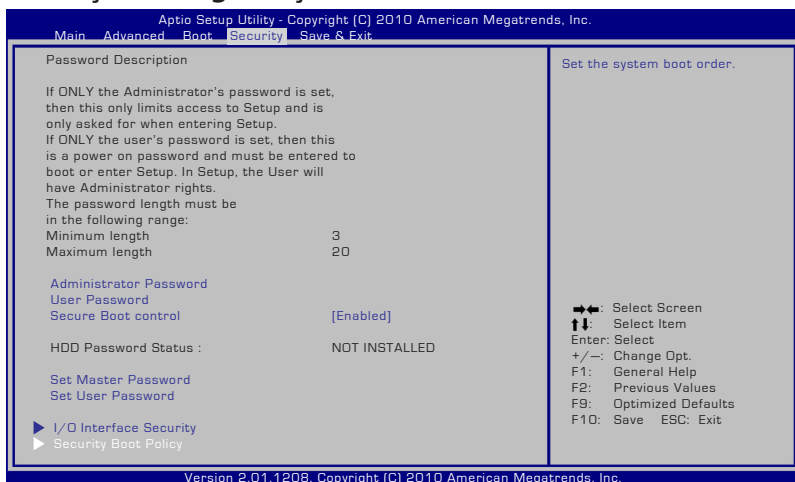 Aptio Setup Utility - Copyright (C) 2010 American Megatrends, Inc.
Main Advanced Boot Security Save & Exit
Password Description
If ONLY the Administrator's password is set,
then this only limits access to Setup and is
only asked for when entering Setup.
If ONLY the user's password is set, then this
is a power on password and must be entered to
boot or enter Setup. In Setup, the User will
have Administrator rights.
The password length must be
in the following range:
Minimum length 3
Maximum length 20
Administrator Password
User Password
Secure Boot control [Enabled]
HDD Password Status : NOT INSTALLED
Set Master Password
Set User Password
I/O Interface Security
Security Boot Policy
Set the system boot order.
→←: Select Screen
↑↓: Select Item
Enter: Select
+/—: Change Opt.
F1: General Help
F2: Previous Values
F9: Optimized Defaults
F10: Save ESC: Exit
Version 2.01.1208. Copyright (C) 2010 American Megatrends, Inc.